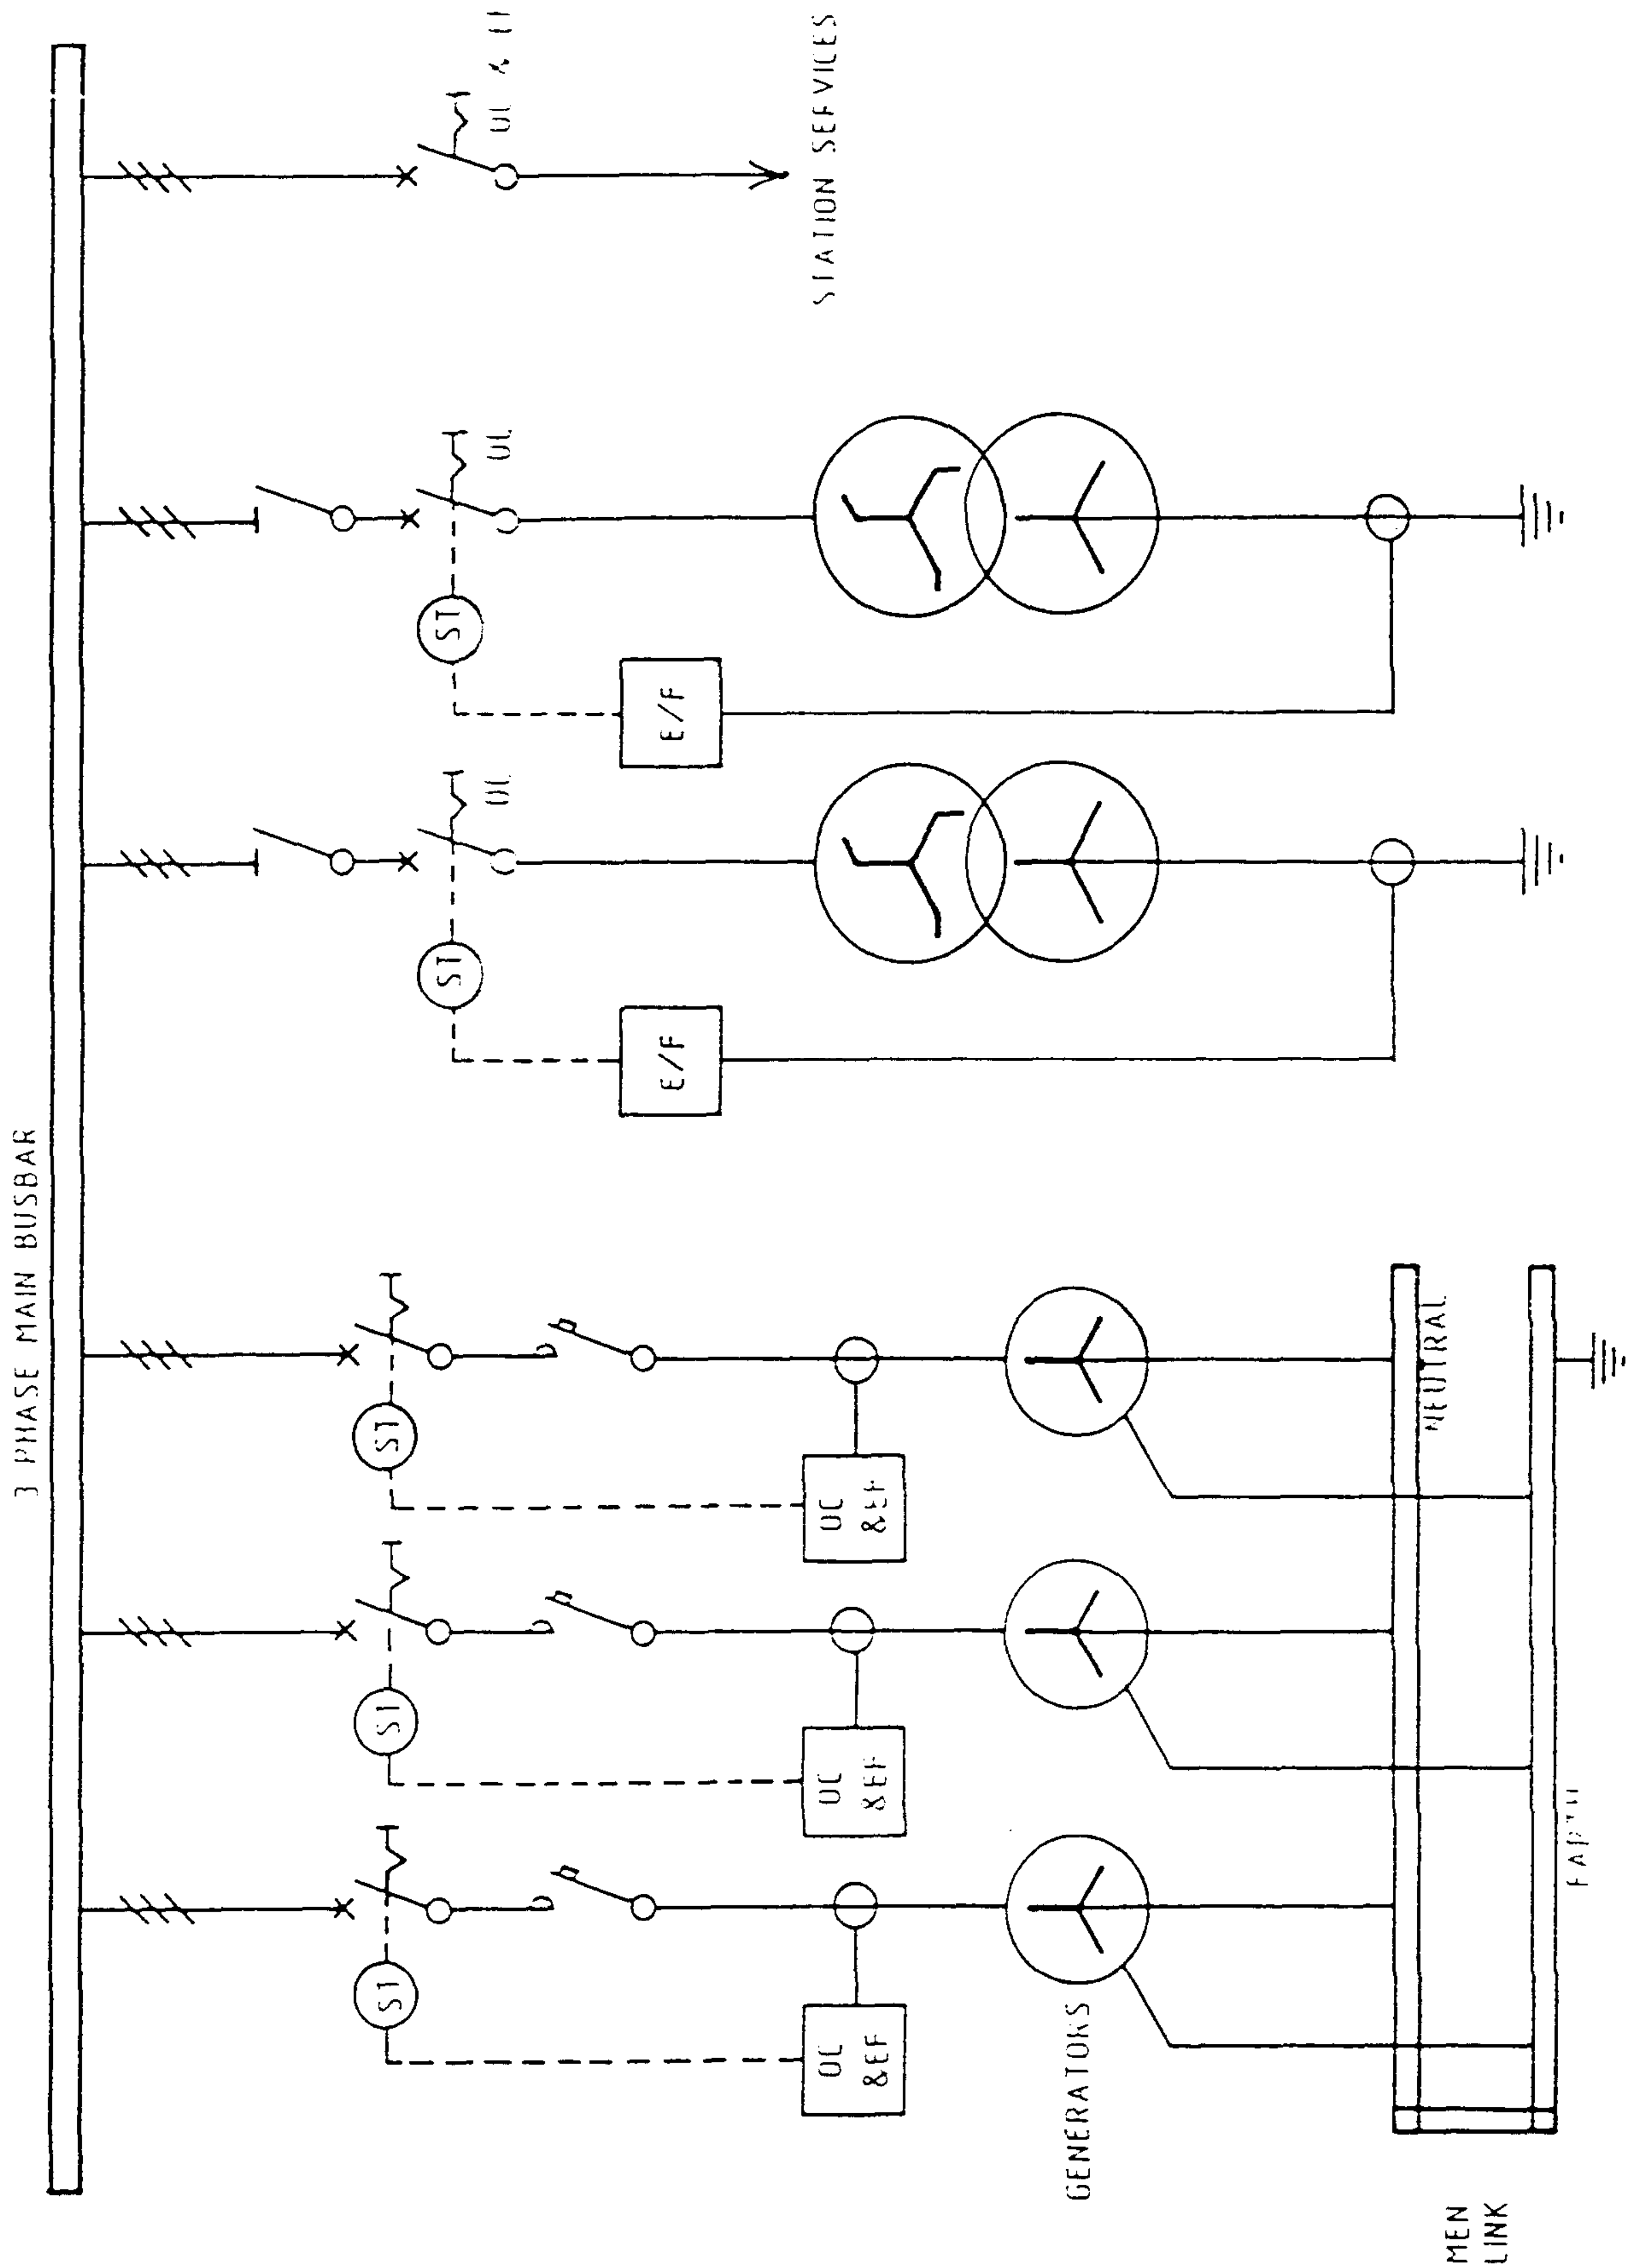 3 PHASE MAIN BUSBAR
ST
ST
ST
ST
OC
ST
OC
OC &
OC
&EF
OC
&EF
OC
&EF
E/F
E/F
STATION SERVICES
GENERATORS
NEUTRAL
MEN
LINK